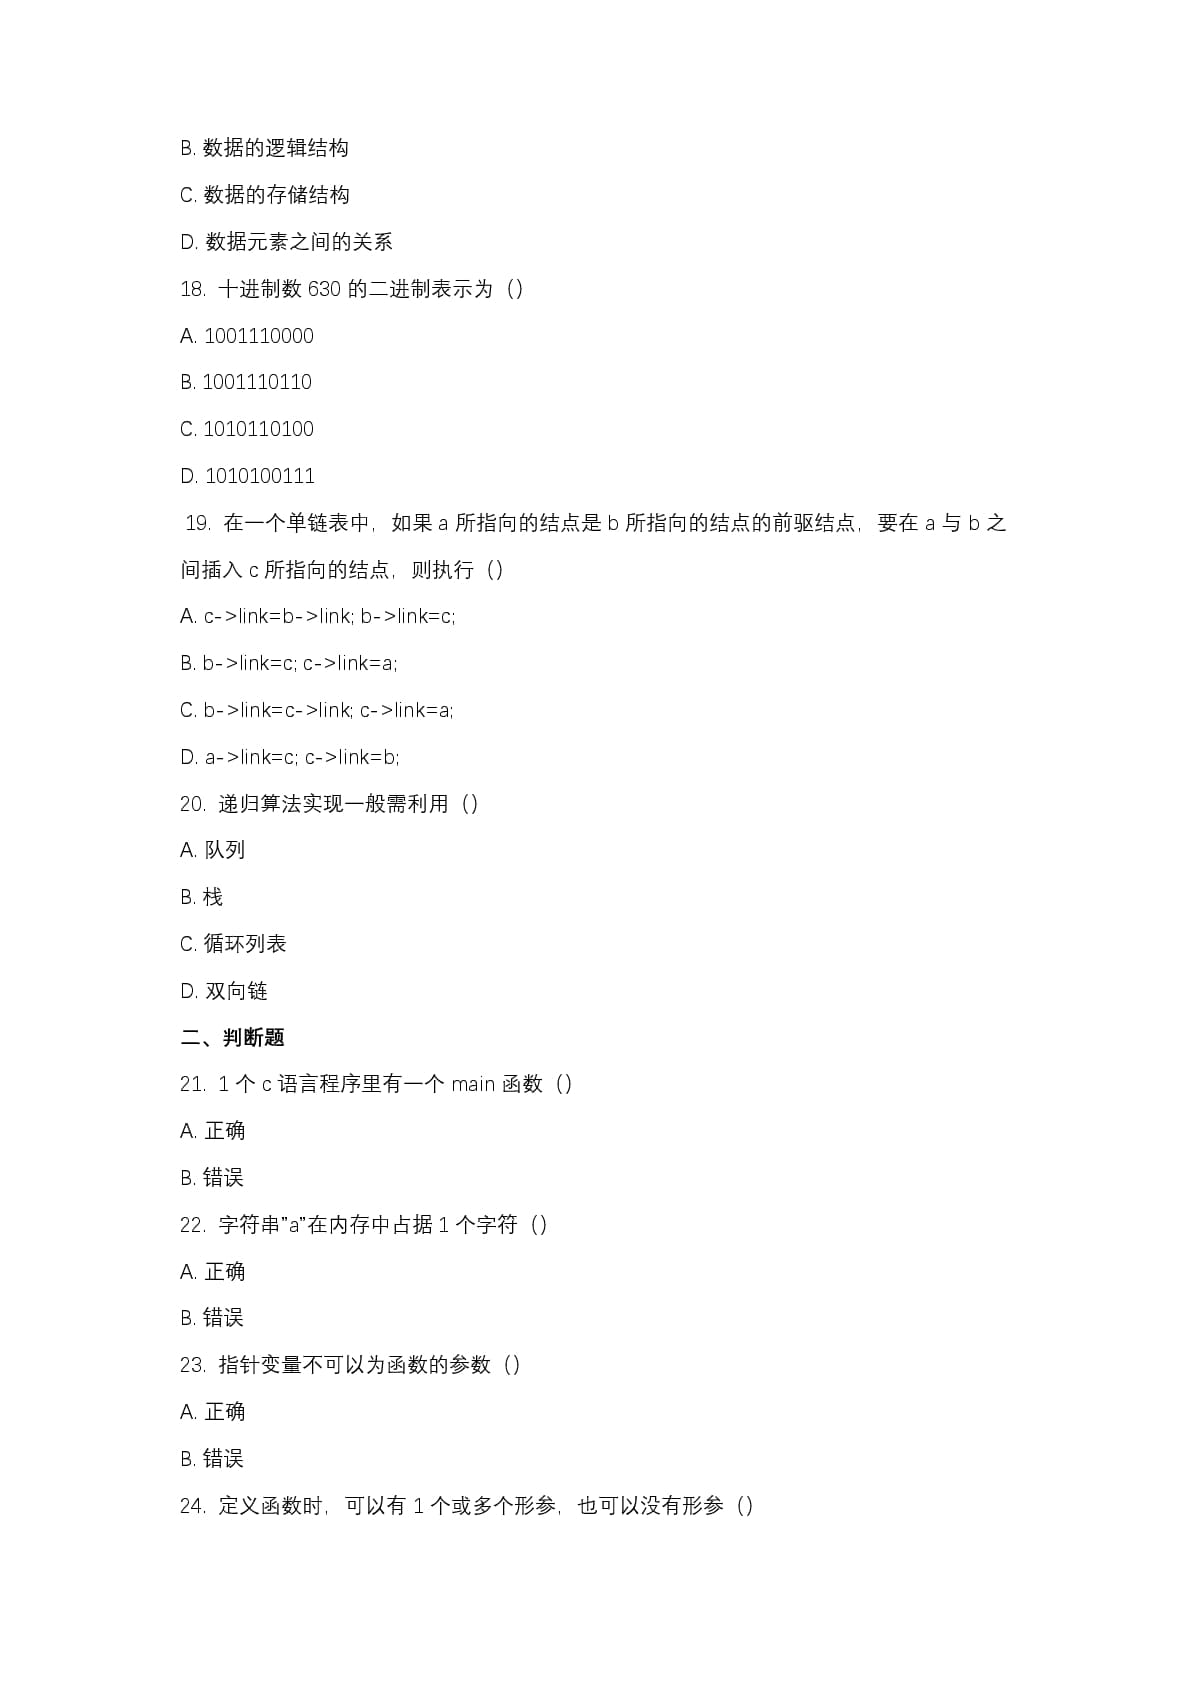 B. 数据的逻辑结构
C. 数据的存储结构
D. 数据元素之间的关系
18. 十进制数 630 的二进制表示为（）
A. 1001110000
B. 1001110110
C. 1010110100
D. 1010100111
19. 在一个单链表中，如果 a 所指向的结点是 b 所指向的结点的前驱结点，要在 a 与 b 之
间插入 c 所指向的结点，则执行（）
A. c->link=b->link; b->link=c;
B. b->link=c; c->link=a;
C. b->link=c->link; c->link=a;
D. a->link=c; c->link=b;
20. 递归算法实现一般需利用（）
A. 队列
B. 栈
C. 循环列表
D. 双向链
二、判断题
21. 1 个 c 语言程序里有一个 main 函数（）
A. 正确
B. 错误
22. 字符串”a”在内存中占据 1 个字符（）
A. 正确
B. 错误
23. 指针变量不可以为函数的参数（）
A. 正确
B. 错误
24. 定义函数时，可以有 1 个或多个形参，也可以没有形参（）